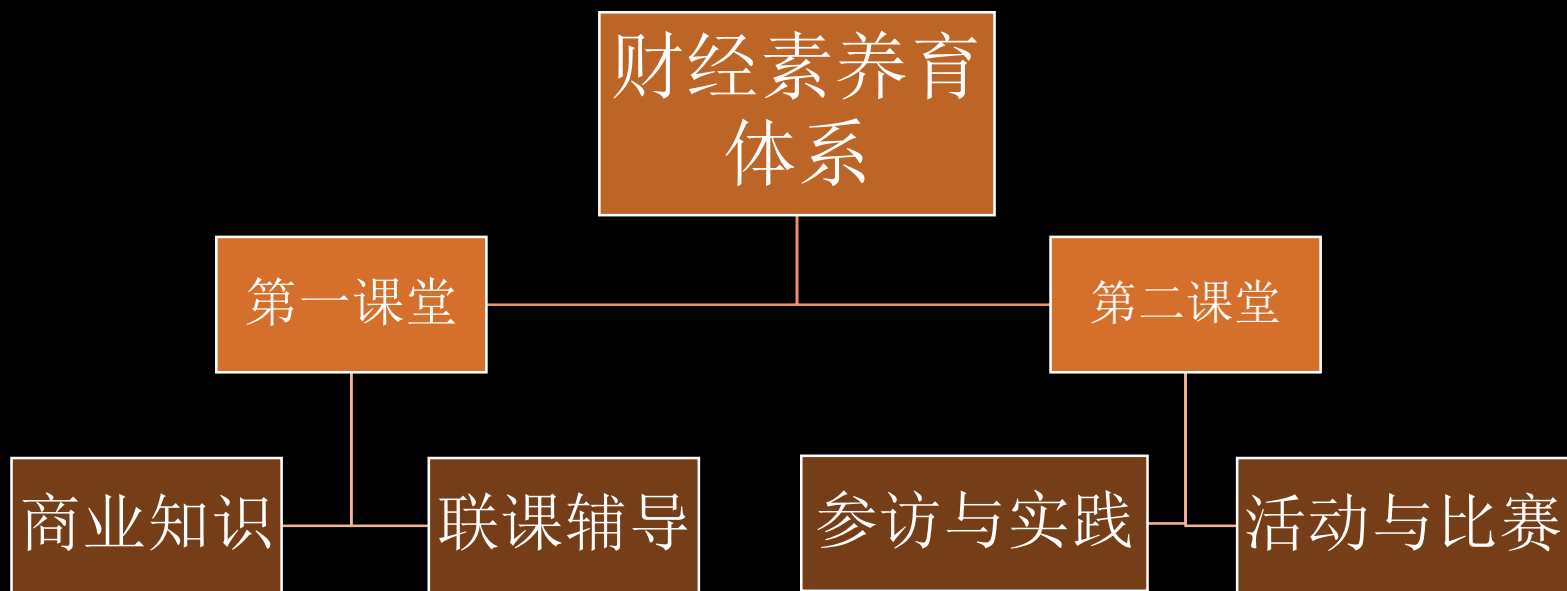 财经素养育
体系
第一课堂
第二课堂
商业知识
联课辅导
参访与实践
活动与比赛